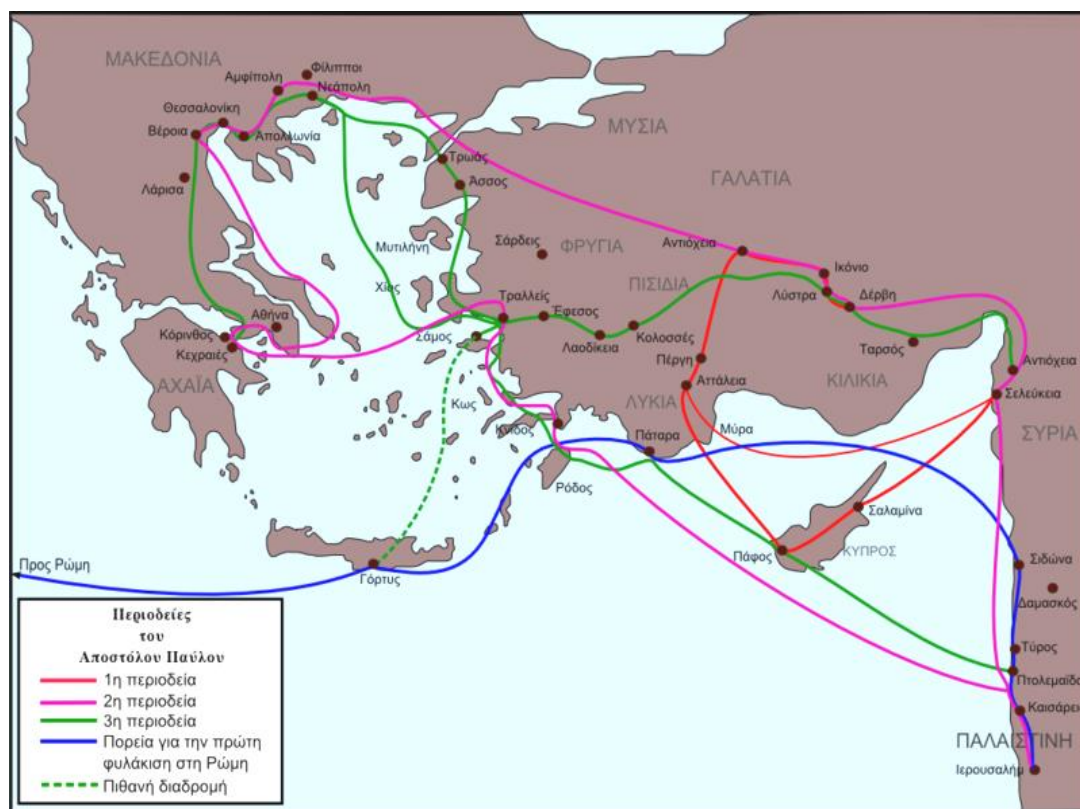 ΜΑΚΕΔΟΝΙΑ
Φίλιπποι
Αμφίπολη
Νεάπολη
Θεσσαλονίκη
Βέροια
Απολλωνία
ΜΥΣΙΑ
Τρωάς
Λάρισα
Άσσος
ΓΑΛΑΤΙΑ
Μυτιλήνη
Σάρδεις
ΦΡΥΓΙΑ
Αντιόχεια
Ικόνιο
Χίος
ΠΙΣΙΔΙΑ
Λύστρα
Δέρβη
Τραλλείς
Έφεσος
Αθήνα
Κόρινθος
Κεχραιές
Σάμος
Λαοδίκεια
Κολοσσές
Ταρσός
Πέργη
Αντιόχεια
ΑΧΑΪΑ
Αττάλεια
ΚΙΛΙΚΙΑ
Σελεύκεια
Κως
ΛΥΚΙΑ
Κνίδος
Πάταρα
Μύρα
ΣΥΡΙΑ
Ρόδος
Σαλαμίνα
Πάφος
ΚΥΠΡΟΣ
Σιδώνα
Προς Ρώμη
Γόρτυς
Δαμασκός
Τύρος
Πτολεμαϊδα
Καισάρεια
ΠΑΛΑΙΣΤΙΝΗ
Ιερουσαλήμ
Περιοδείες
του
Αποστόλου Παύλου
1η περιοδεία
2η περιοδεία
3η περιοδεία
Πορεία για την πρώτη
φυλάκιση στη Ρώμη
Πιθανή διαδρομή